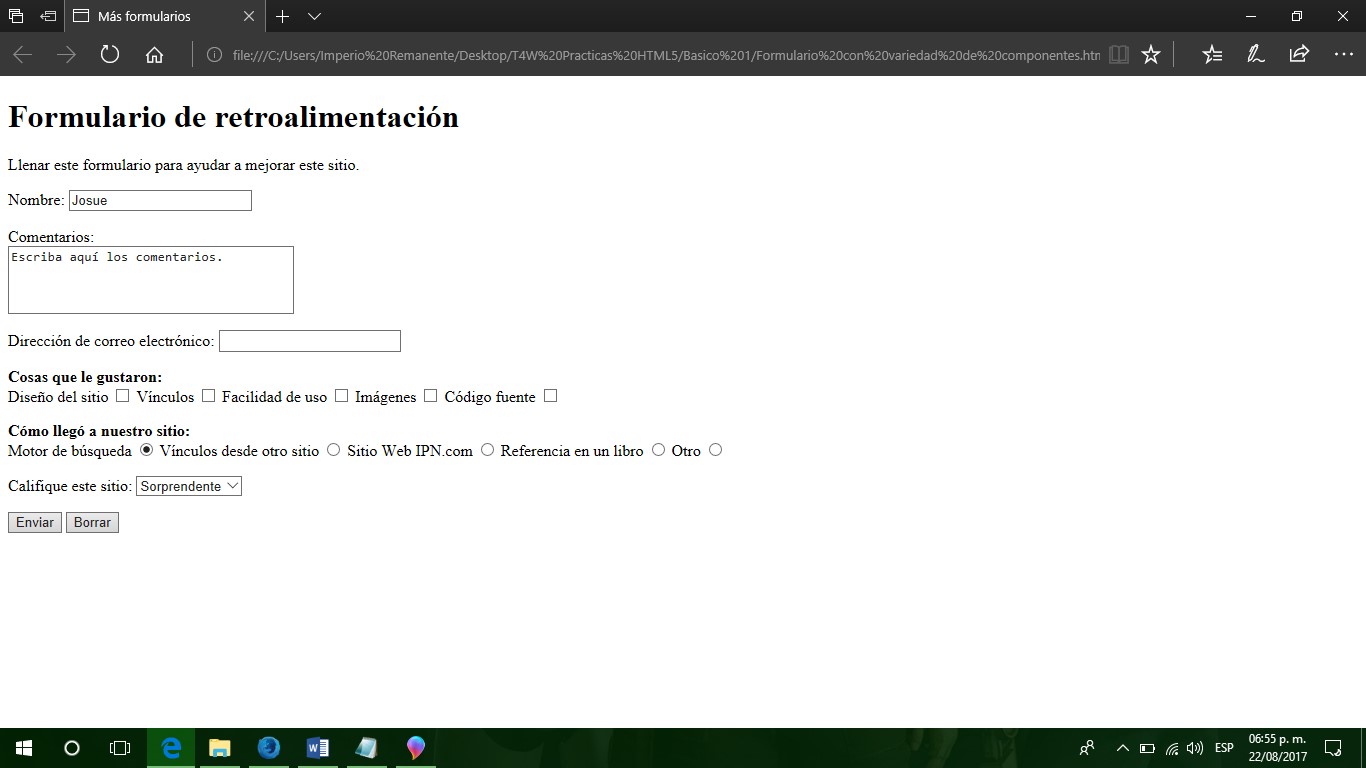 Más formularios
file:///C:/Users/Imperio%20Remanente/Desktop/T4W%20Practicas%20HTML5/Basico%201/Formulario%20con%20variedad%20de%20componentes.htm
Formulario de retroalimentación
Llenar este formulario para ayudar a mejorar este sitio.
Nombre: Josue
Comentarios:
Escriba aquí los comentarios.
Dirección de correo electrónico:
Cosas que le gustaron:
Diseño del sitio Vínculos Facilidad de uso Imágenes Código fuente
Cómo llegó a nuestro sitio:
Motor de búsqueda Vínculos desde otro sitio Sitio Web IPN.com Referencia en un libro Otro
Califique este sitio: Sorprendente
Enviar Borrar
ESP
06:55 p. m.
22/08/2017